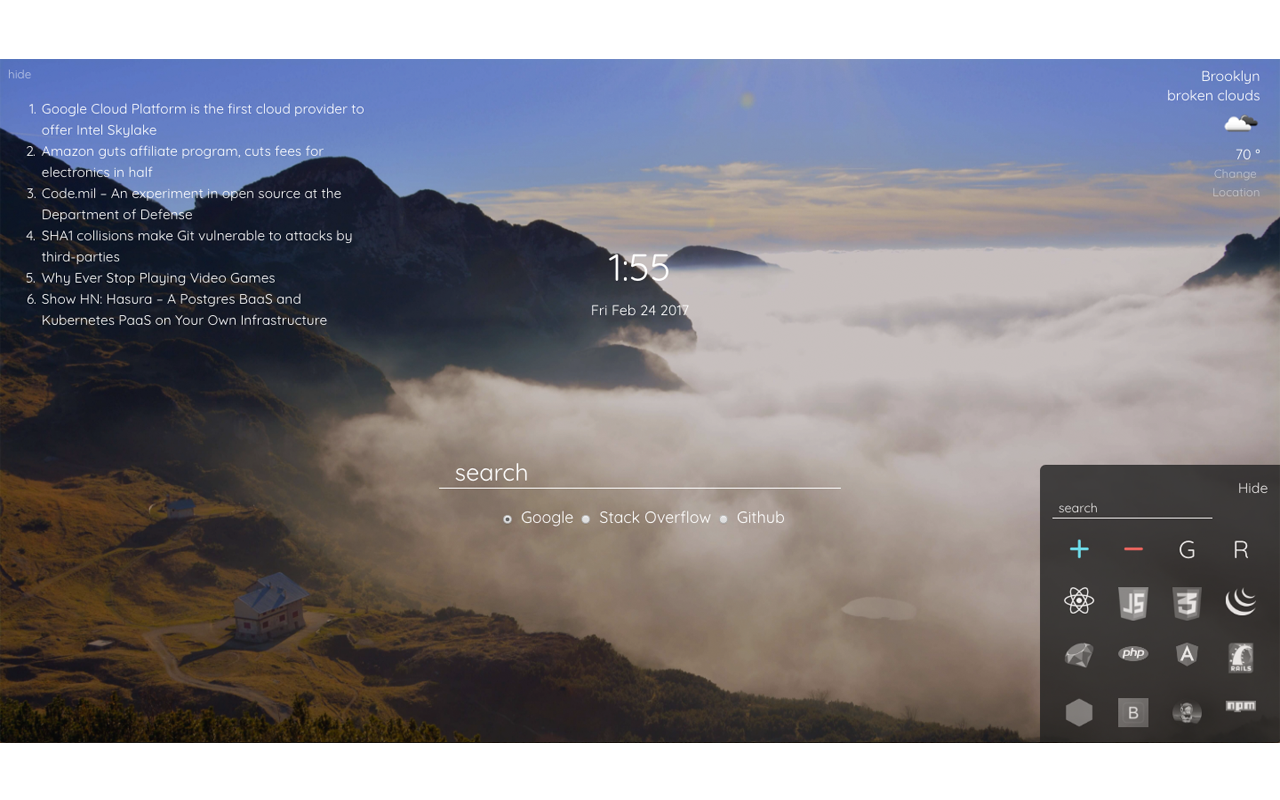 hide
1. Google Cloud Platform is the first cloud provider to
offer Intel Skylake
2. Amazon guts affiliate program, cuts fees for
electronics in half
3. Code.mil – An experiment in open source at the
Department of Defense
4. SHA1 collisions make Git vulnerable to attacks by
third-parties
5. Why Ever Stop Playing Video Games
6. Show HN: Hasura – A Postgres BaaS and
Kubernetes PaaS on Your Own Infrastructure
Brooklyn
broken clouds
70 °
Change
Location
1:55
Fri Feb 24 2017
search
Google Stack Overflow Github
Hide
search
G R
JS 3
php A RAILS
B npm